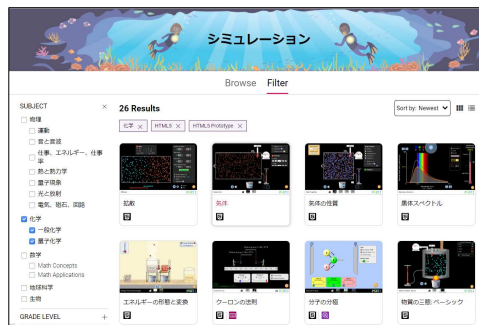 シミュレーション
Browse Filter
SUBJECT
物理
運動
音と音波
仕事、エネルギー、仕事率
熱と熱力学
量子現象
光と放射
電気、磁石、回路
化学
一般化学
量子化学
数学
Math Concepts
Math Applications
地球科学
生物
GRADE LEVEL +
26 Results
Sort by: Newest
化学 × HTML5 × HTML5 Prototype ×
拡散
気体
気体の性質
黒体スペクトル
エネルギーの形態と変換
クーロンの法則
分子の分極
物質の三態: ベーシック